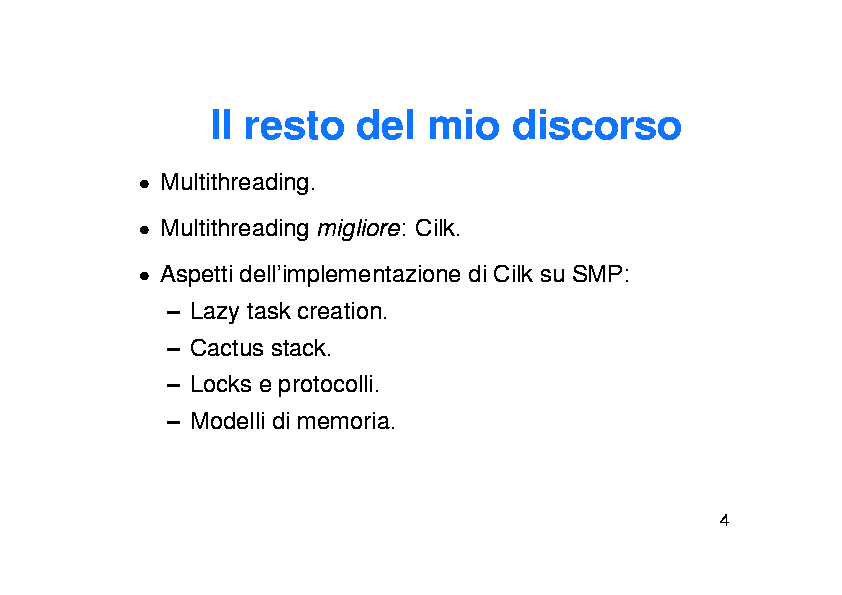 Il resto del mio discorso
• Multithreading.
• Multithreading migliore: Cilk.
• Aspetti dell'implementazione di Cilk su SMP:
– Lazy task creation.
– Cactus stack.
– Locks e protocolli.
– Modelli di memoria.
4